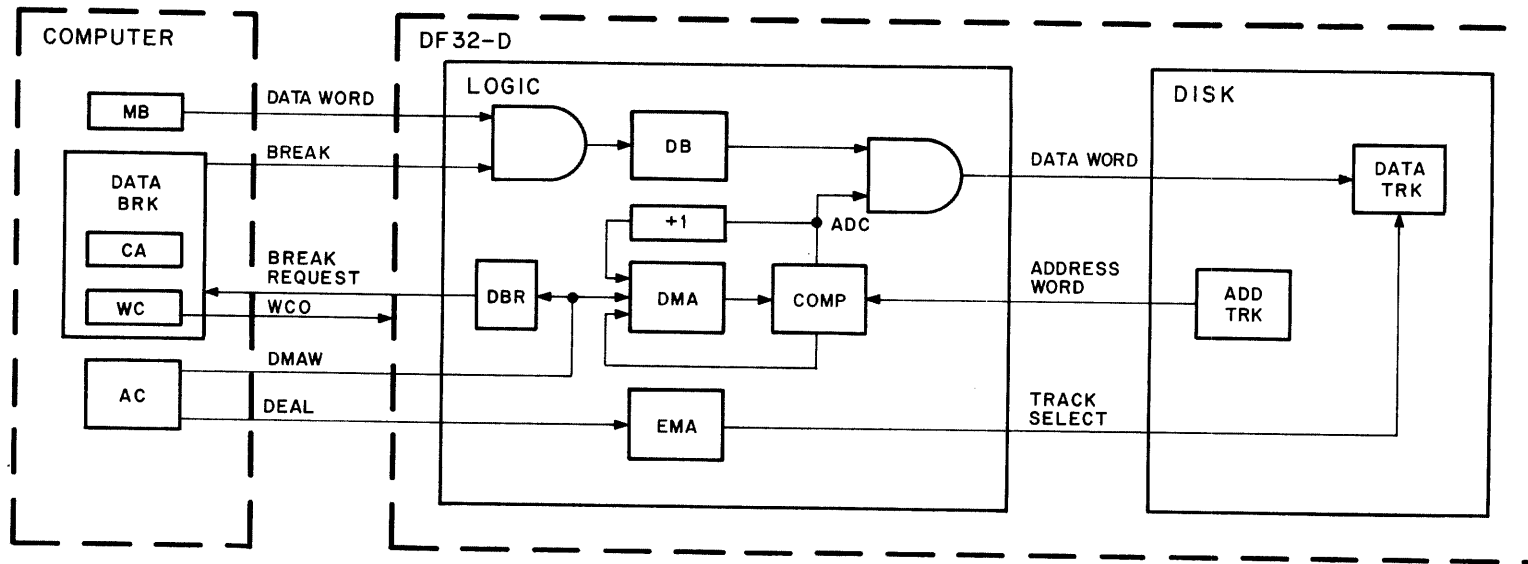 COMPUTER
DF32-D
LOGIC
DISK
MB
DATA WORD
BREAK
DATA
BRK
CA
WC
BREAK
REQUEST
WCO
AC
DMAW
DEAL
DB
+1
ADC
DBR
DMA
COMP
EMA
DATA WORD
ADDRESS
WORD
TRACK
SELECT
DATA
TRK
ADD
TRK